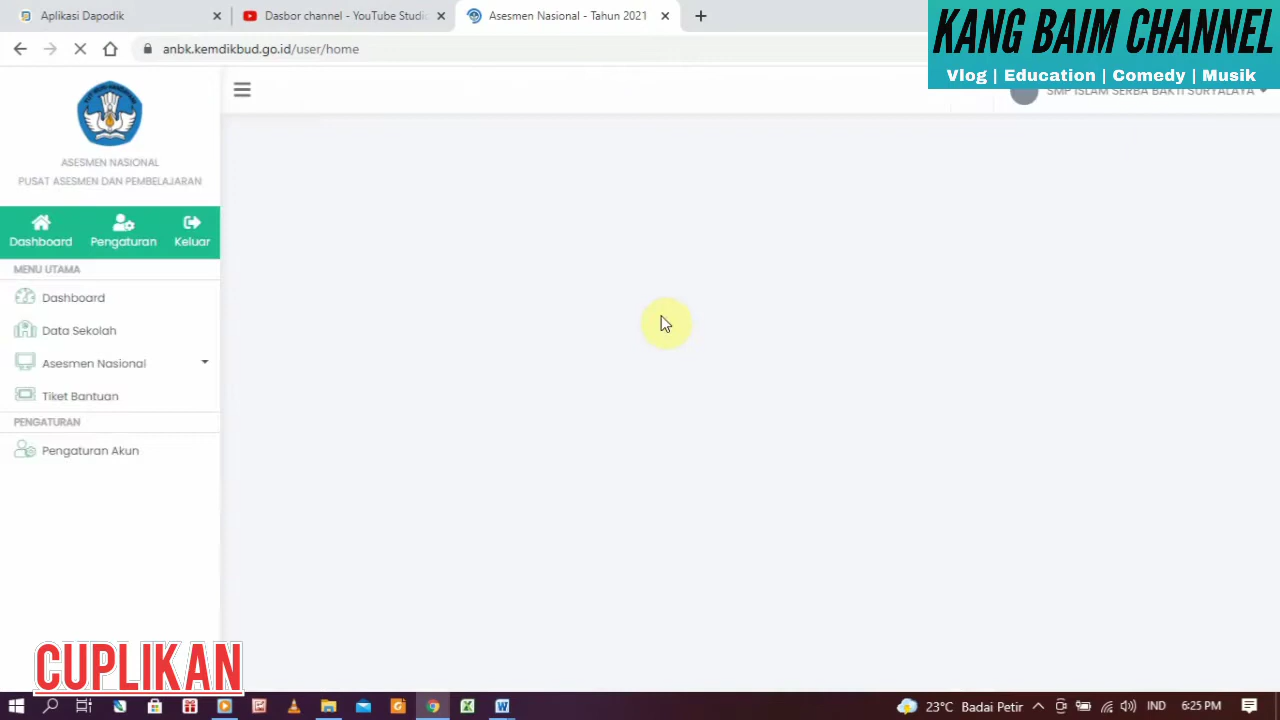 Aplikasi Dapodik
Dasbor channel - YouTube Studio
Asesmen Nasional - Tahun 2021
anbk.kemdikbud.go.id/user/home
KANG BAIM CHANNEL
Vlog | Education | Comedy | Musik
SMP ISLAM SERBA BAKTI SURYALAYA
ASESMEN NASIONAL
PUSAT ASESMEN DAN PEMBELAJARAN
Dashboard Pengaturan Keluar
MENU UTAMA
Dashboard
Data Sekolah
Asesmen Nasional
Tiket Bantuan
PENGATURAN
Pengaturan Akun
CUPLIKAN
23°C Badai Petir IND 6:25 PM